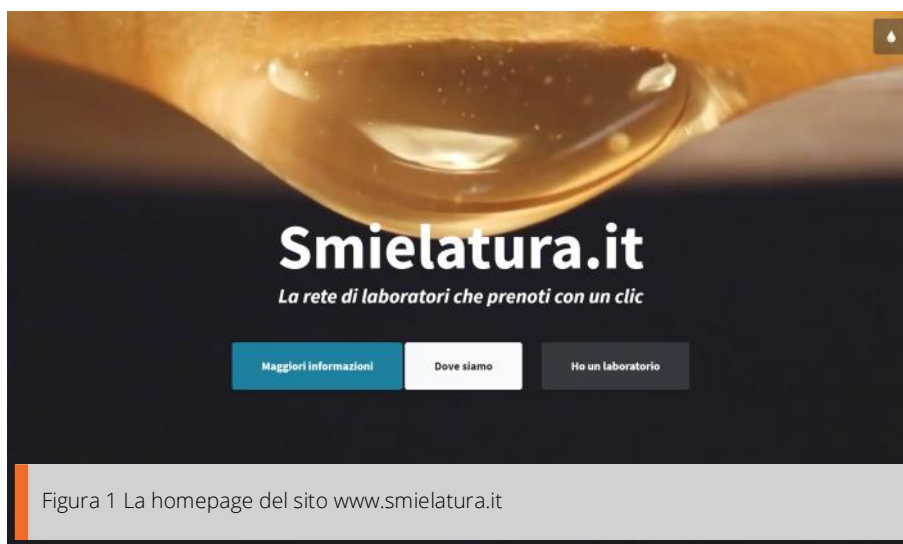 Smielatura.it
La rete di laboratori che prenoti con un clic
Maggiori informazioni
Dove siamo
Ho un laboratorio
Figura 1 La homepage del sito www.smielatura.it